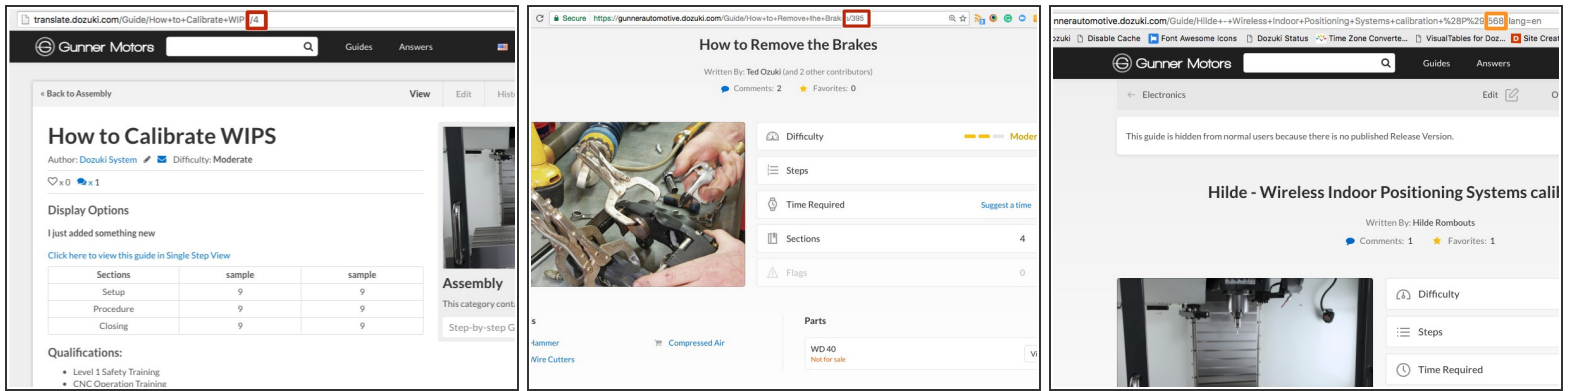 translate.dozuki.com/Guide/How+to+Calibrate+WIPS/4
Gunner Motors
Guides
Answers
« Back to Assembly
View
Edit
Hist
How to Calibrate WIPS
Author: Dozuki System
Difficulty: Moderate
x 0
x 1
Display Options
I just added something new
Click here to view this guide in Single Step View
Sections sample sample
Setup 9 9
Procedure 9 9
Closing 9 9
Qualifications:
• Level 1 Safety Training
• CNC Operation Training
Assembly
This category cont
Step-by-step G
Secure https://gunnerautomotive.dozuki.com/Guide/How+to+Remove+the+Brakes/395
How to Remove the Brakes
Written By: Ted Ozuki (and 2 other contributors)
Comments: 2 Favorites: 0
Difficulty
Moder
Steps
Time Required
Suggest a time
Sections 4
Flags 0
s
Hammer
Compressed Air
Wire Cutters
Parts
WD 40
Not for sale
Vi
nnerautomotive.dozuki.com/Guide/Hilde+-+Wireless+Indoor+Positioning+Systems+calibration+%28P%29/568?lang=en
ozuki Disable Cache Font Awesome Icons Dozuki Status Time Zone Converte... VisualTables for Doz... Site Creat
Gunner Motors
Guides
Answers
← Electronics
Edit
O
This guide is hidden from normal users because there is no published Release Version.
Hilde - Wireless Indoor Positioning Systems cali
Written By: Hilde Rombouts
Comments: 1 Favorites: 1
Difficulty
Steps
Time Required